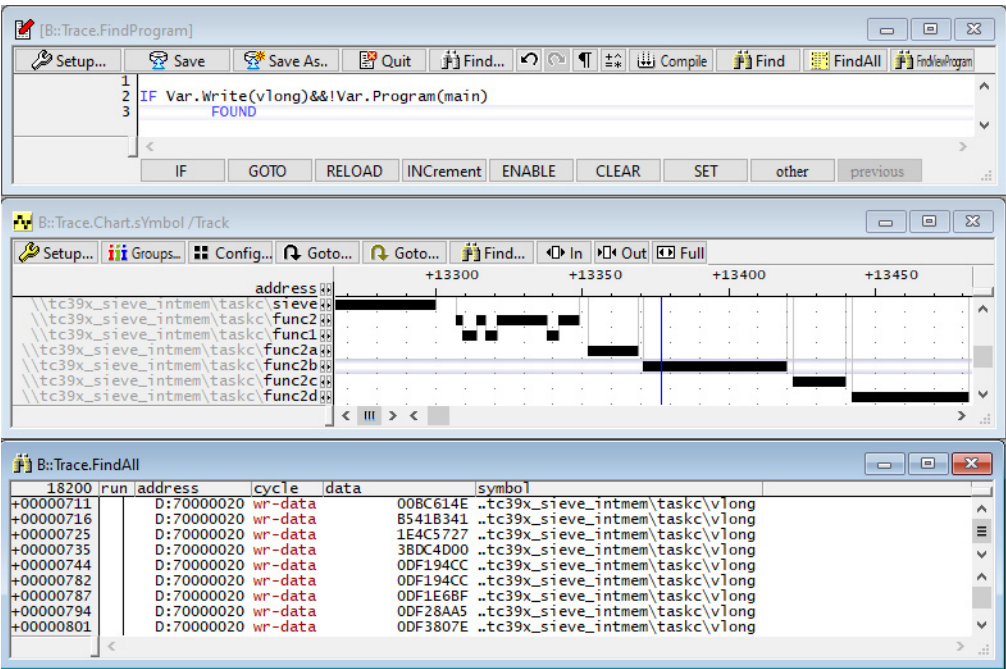 [B::Trace.FindProgram]
Setup... Save Save As.. Quit Find... Compile Find FindAll FindViewProgram
1
2 IF Var.Write(vlong)&&!Var.Program(main)
3 FOUND
IF GOTO RELOAD INCrement ENABLE CLEAR SET other previous
B::Trace.Chart.sYmbol /Track
Setup... Groups... Config... Goto... Goto... Find... In Out Full
+13300 +13350 +13400 +13450
address
\\tc39x_sieve_intmem\taskc\sieve
\\tc39x_sieve_intmem\taskc\func2
\\tc39x_sieve_intmem\taskc\func1
\\tc39x_sieve_intmem\taskc\func2a
\\tc39x_sieve_intmem\taskc\func2b
\\tc39x_sieve_intmem\taskc\func2c
\\tc39x_sieve_intmem\taskc\func2d
B::Trace.FindAll
18200 run address cycle data symbol
+00000711 D:70000020 wr-data 00BC614E ..tc39x_sieve_intmem\taskc\vlong
+00000716 D:70000020 wr-data B541B341 ..tc39x_sieve_intmem\taskc\vlong
+00000725 D:70000020 wr-data 1E4C5727 ..tc39x_sieve_intmem\taskc\vlong
+00000735 D:70000020 wr-data 3BDC4D00 ..tc39x_sieve_intmem\taskc\vlong
+00000744 D:70000020 wr-data 0DF194CC ..tc39x_sieve_intmem\taskc\vlong
+00000782 D:70000020 wr-data 0DF194CC ..tc39x_sieve_intmem\taskc\vlong
+00000787 D:70000020 wr-data 0DF1E6BF ..tc39x_sieve_intmem\taskc\vlong
+00000794 D:70000020 wr-data 0DF28AA5 ..tc39x_sieve_intmem\taskc\vlong
+00000801 D:70000020 wr-data 0DF3807E ..tc39x_sieve_intmem\taskc\vlong